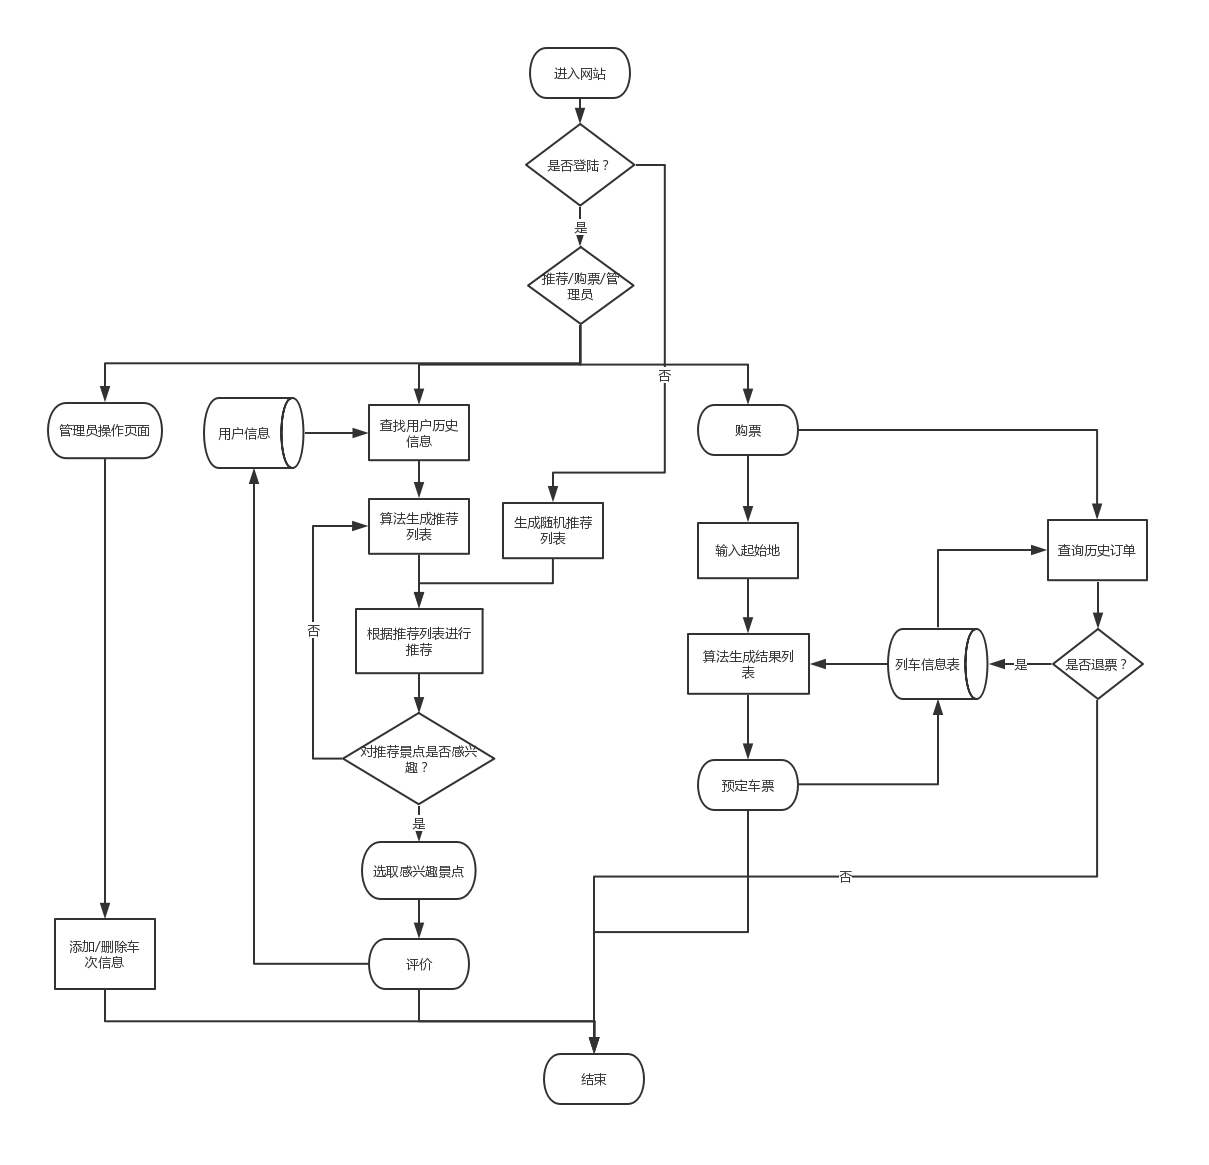 进入网站
是否登陆？
是
推荐/购票/管
理员
否
管理员操作页面
用户信息
查找用户历史
信息
购票
算法生成推荐
列表
生成随机推荐
列表
输入起始地
查询历史订单
否
根据推荐列表进行
推荐
算法生成结果列
表
列车信息表
是
是否退票？
对推荐景点是否感兴
趣？
预定车票
是
选取感兴趣景点
否
添加/删除车
次信息
评价
结束